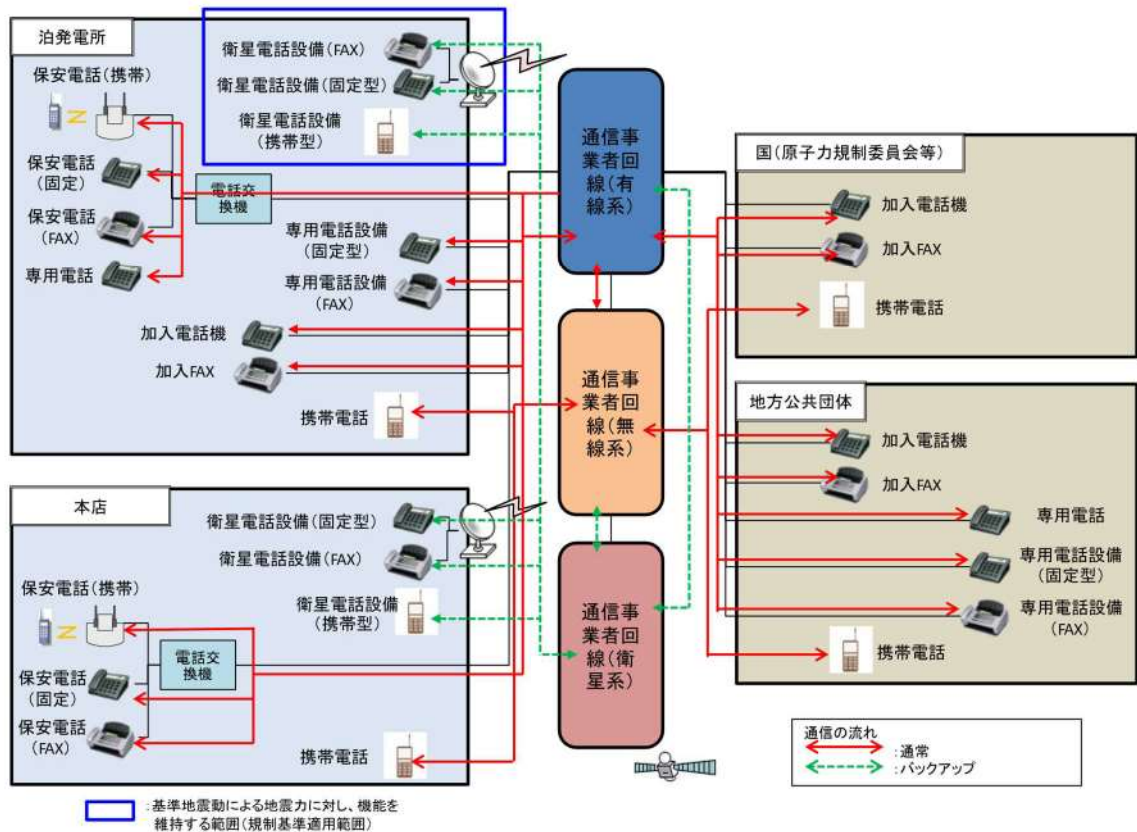 泊発電所
衛星電話設備(FAX)
衛星電話設備(固定型)
衛星電話設備
(携帯型)
保安電話(携帯)
保安電話
(固定)
電話交
換機
保安電話
(FAX)
専用電話
専用電話設備
(固定型)
専用電話設備
(FAX)
加入電話機
加入FAX
携帯電話
本店
衛星電話設備(固定型)
衛星電話設備(FAX)
衛星電話設備
(携帯型)
保安電話(携帯)
電話交
換機
保安電話
(固定)
保安電話
(FAX)
携帯電話
通信事
業者回
線(有
線系)
通信事
業者回
線(無
線系)
通信事
業者回
線(衛
星系)
国(原子力規制委員会等)
加入電話機
加入FAX
携帯電話
地方公共団体
加入電話機
加入FAX
専用電話
専用電話設備
(固定型)
専用電話設備
(FAX)
携帯電話
通信の流れ
:通常
:バックアップ
:基準地震動による地震力に対し、機能を
維持する範囲(規制基準適用範囲)